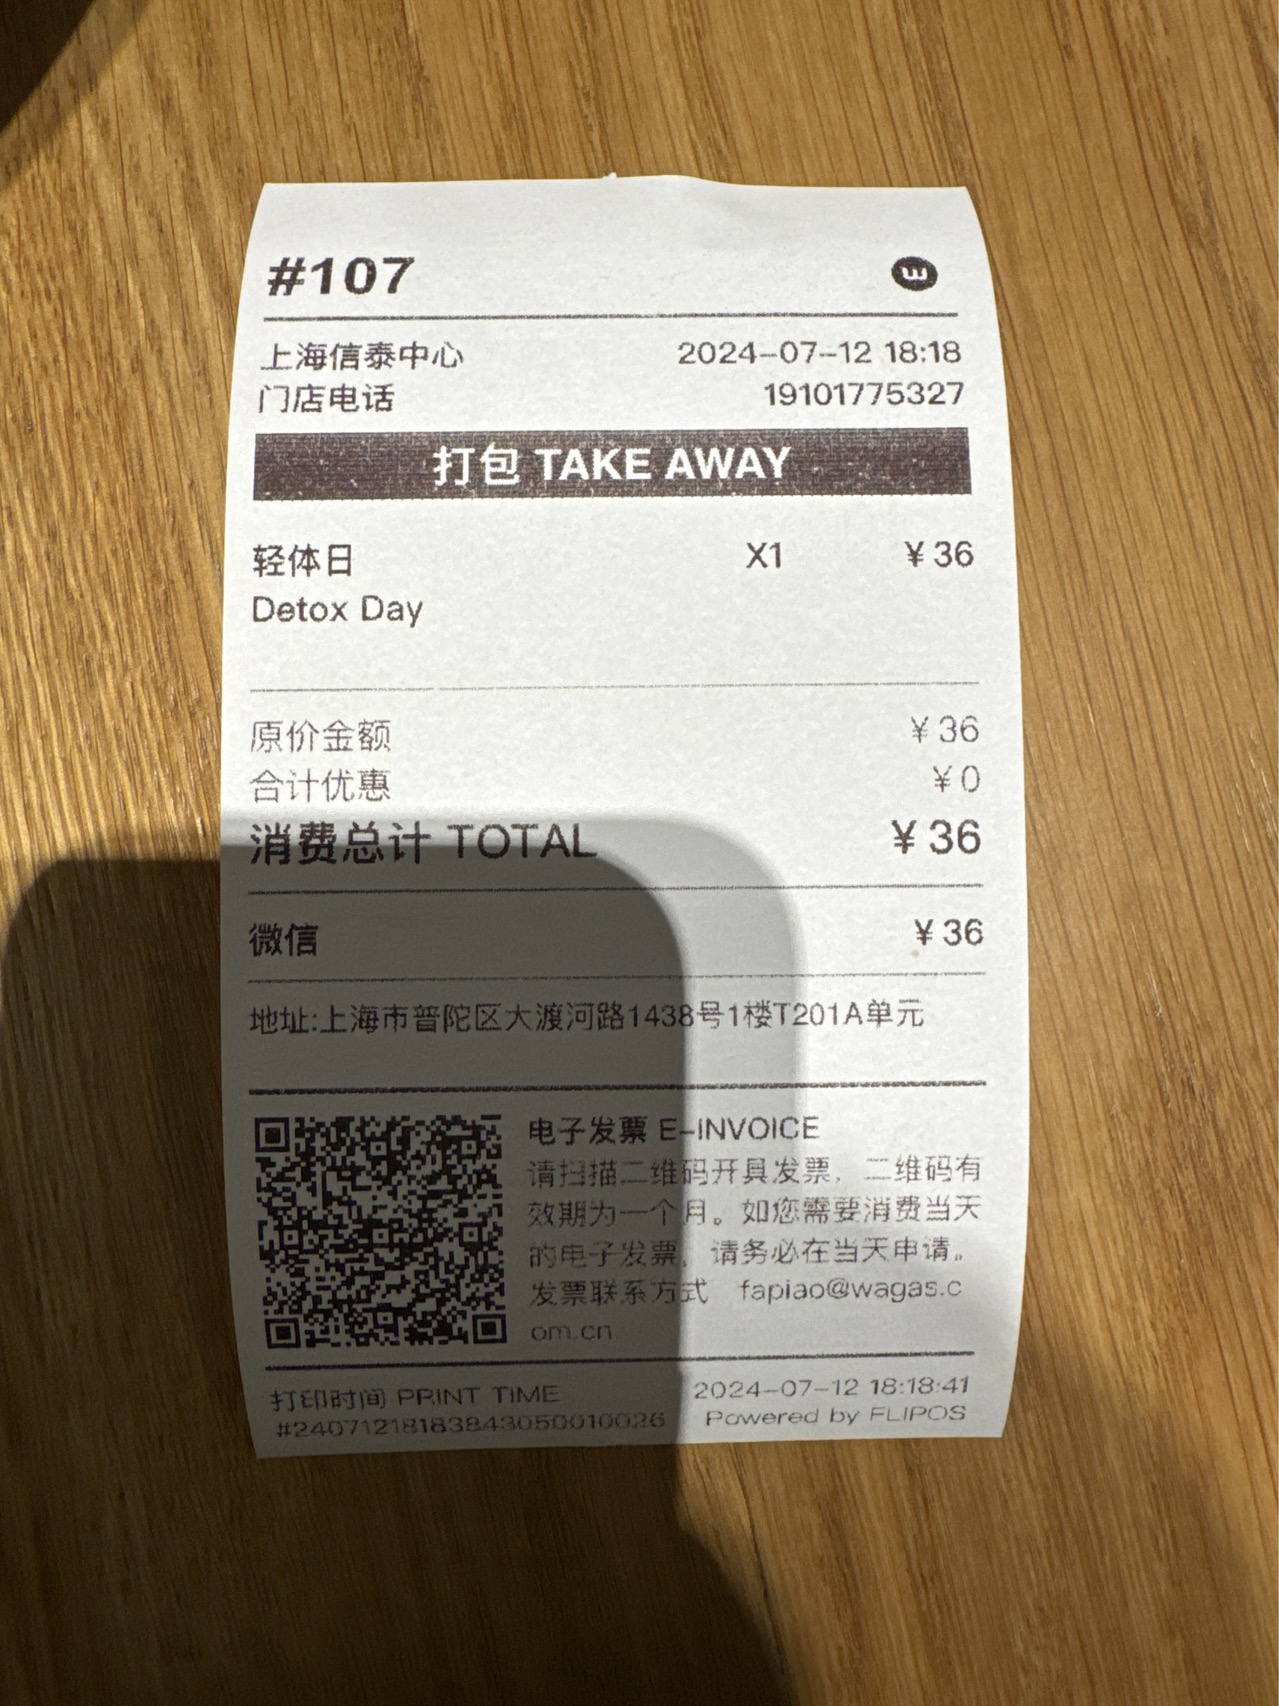 #107
上海信泰中心 2024-07-12 18:18
门店电话 19101775327
打包 TAKE AWAY
轻体日 X1 ¥36
Detox Day
原价金额 ¥36
合计优惠 ¥0
消费总计 TOTAL ¥36
微信 ¥36
地址:上海市普陀区大渡河路1438号1楼T201A单元
电子发票 E-INVOICE
请扫描二维码开具发票，二维码有
效期为一个月。如您需要消费当天
的电子发票，请务必在当天申请。
发票联系方式 fapiao@wagas.c
om.cn
打印时间 PRINT TIME 2024-07-12 18:18:41
#24071218183843050010026 Powered by FLIPOS